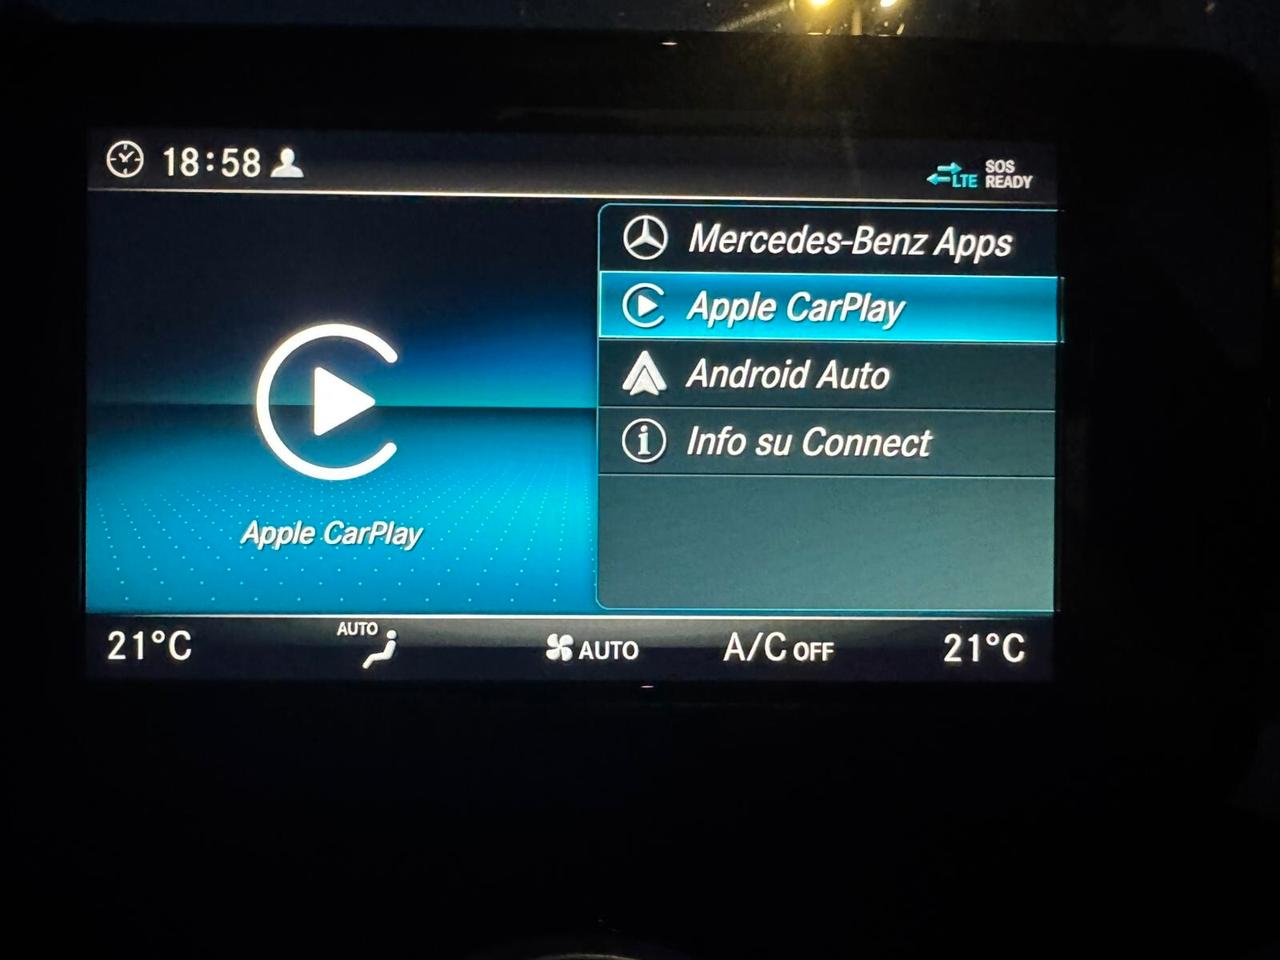 18:58
LTE
SOS
READY
Mercedes-Benz Apps
Apple CarPlay
Android Auto
Info su Connect
Apple CarPlay
21°C
AUTO
AUTO
A/C OFF
21°C